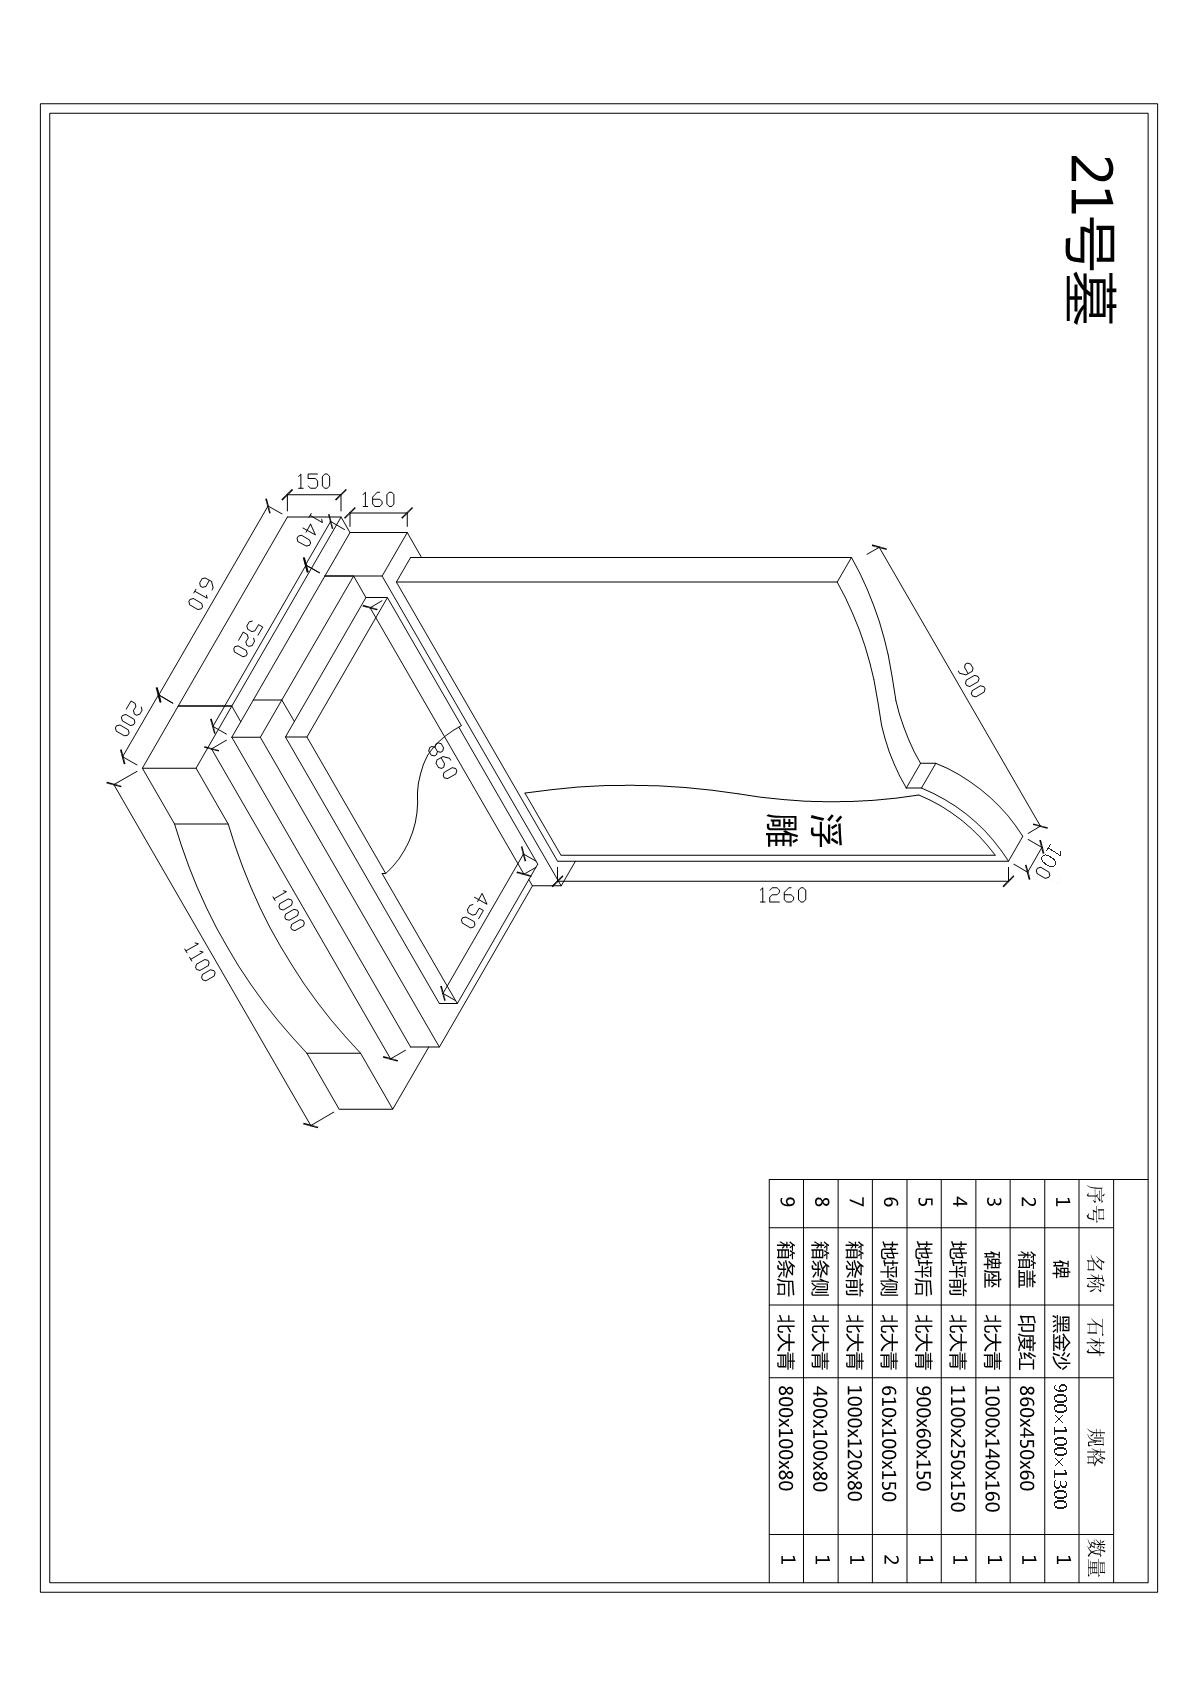 21号墓
900
100
浮
雕
1260
160
150
140
610
520
200
860
450
1000
1100
序号 名称 石材 规格 数量
1 碑 黑金沙 900×100×1300 1
2 箱盖 印度红 860x450x60 1
3 碑座 北大青 1000x140x160 1
4 地坪前 北大青 1100x250x150 1
5 地坪后 北大青 900x60x150 1
6 地坪侧 北大青 610x100x150 2
7 箱条前 北大青 1000x120x80 1
8 箱条侧 北大青 400x100x80 1
9 箱条后 北大青 800x100x80 1